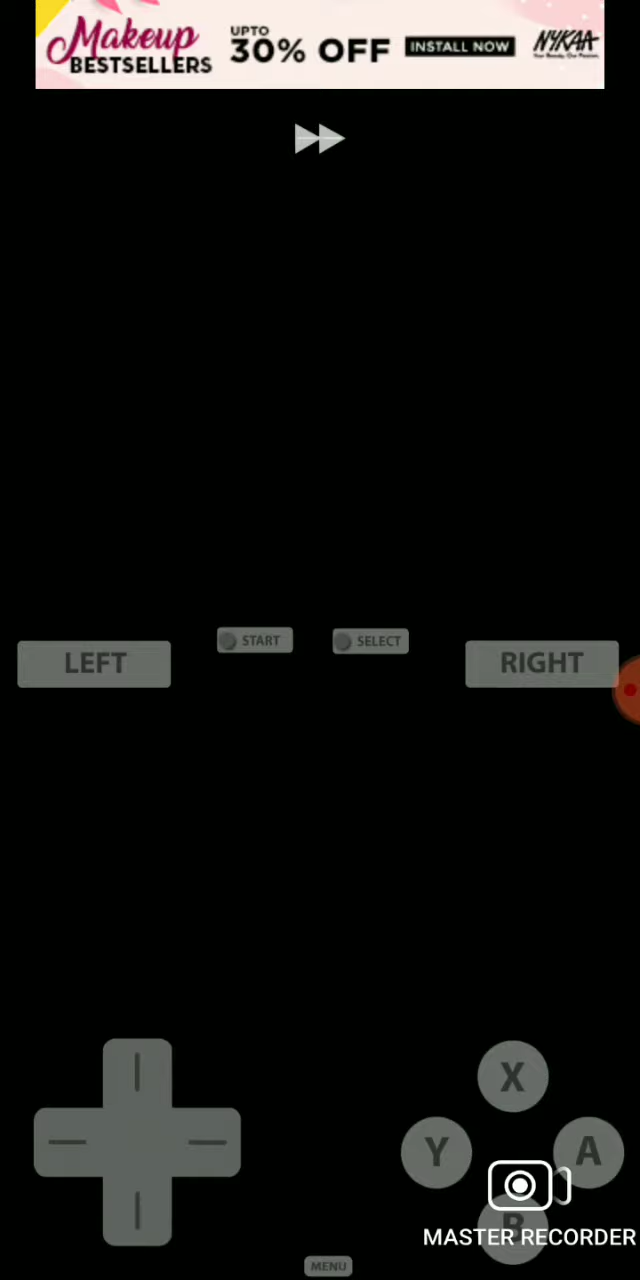 Makeup
BESTSELLERS
UPTO
30% OFF
INSTALL NOW
NYKAA
START
SELECT
LEFT
RIGHT
X
Y
A
B
MASTER RECORDER
MENU